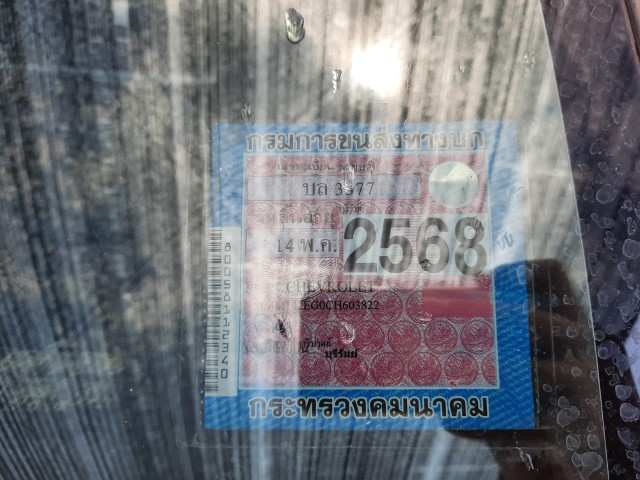 กรมการขนส่งทางบก
บล 3377
14 พ.ค. 2568
CHEVROLET
EG0CH603822
บุรีรัมย์
กระทรวงคมนาคม
80058112340